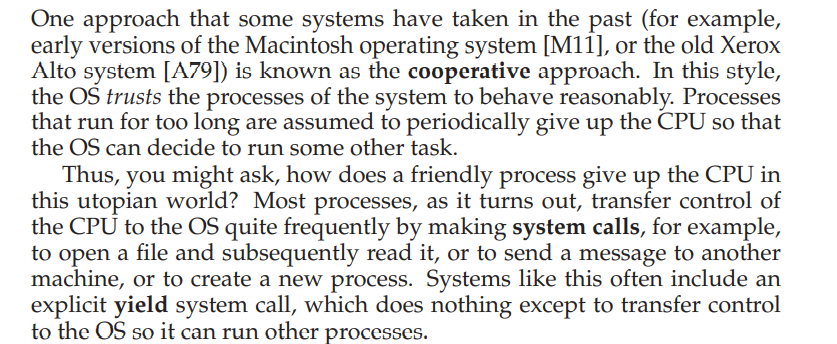 One approach that some systems have taken in the past (for example,
early versions of the Macintosh operating system [M11], or the old Xerox
Alto system [A79]) is known as the cooperative approach. In this style,
the OS trusts the processes of the system to behave reasonably. Processes
that run for too long are assumed to periodically give up the CPU so that
the OS can decide to run some other task.
Thus, you might ask, how does a friendly process give up the CPU in
this utopian world? Most processes, as it turns out, transfer control of
the CPU to the OS quite frequently by making system calls, for example,
to open a file and subsequently read it, or to send a message to another
machine, or to create a new process. Systems like this often include an
explicit yield system call, which does nothing except to transfer control
to the OS so it can run other processes.